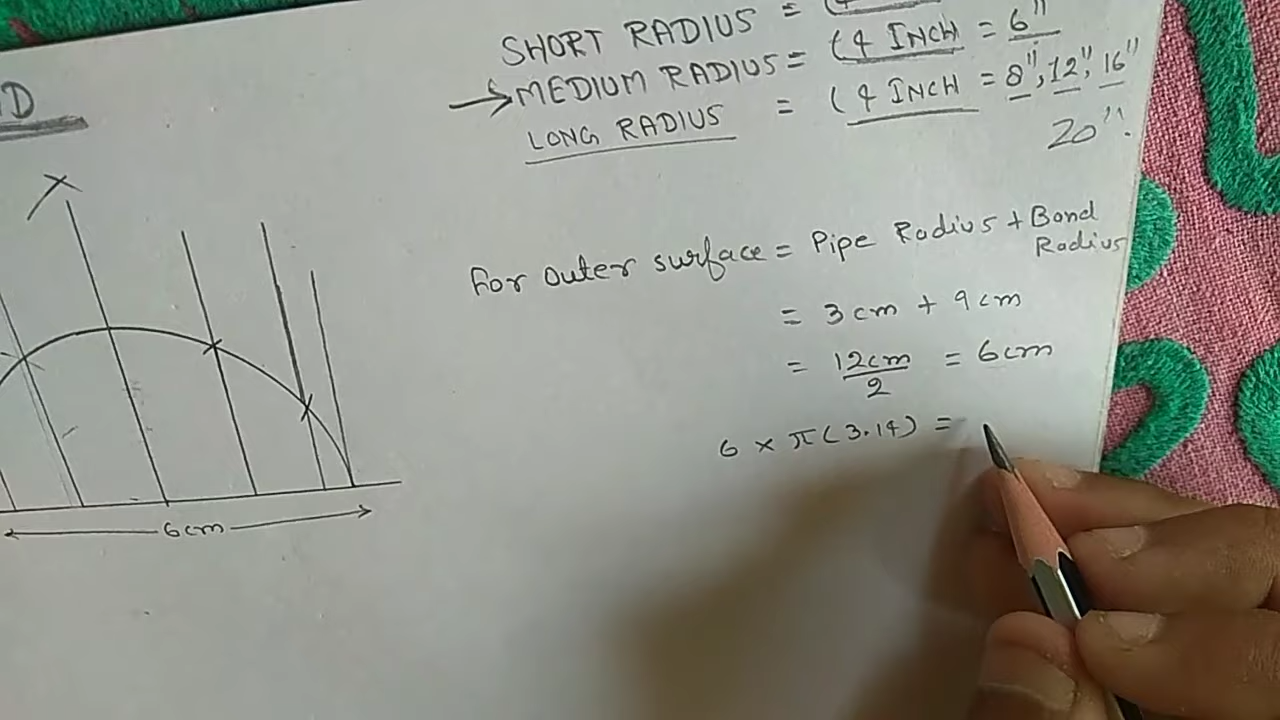 SHORT RADIUS =
D
→ MEDIUM RADIUS = (4 INCH = 6"
LONG RADIUS = (4 INCH = 8", 12", 16"
20".
X
For outer surface = Pipe Radius + Bond
Radius
= 3cm + 9cm
= 12cm/2 = 6cm
6 × π(3.14) =
6cm